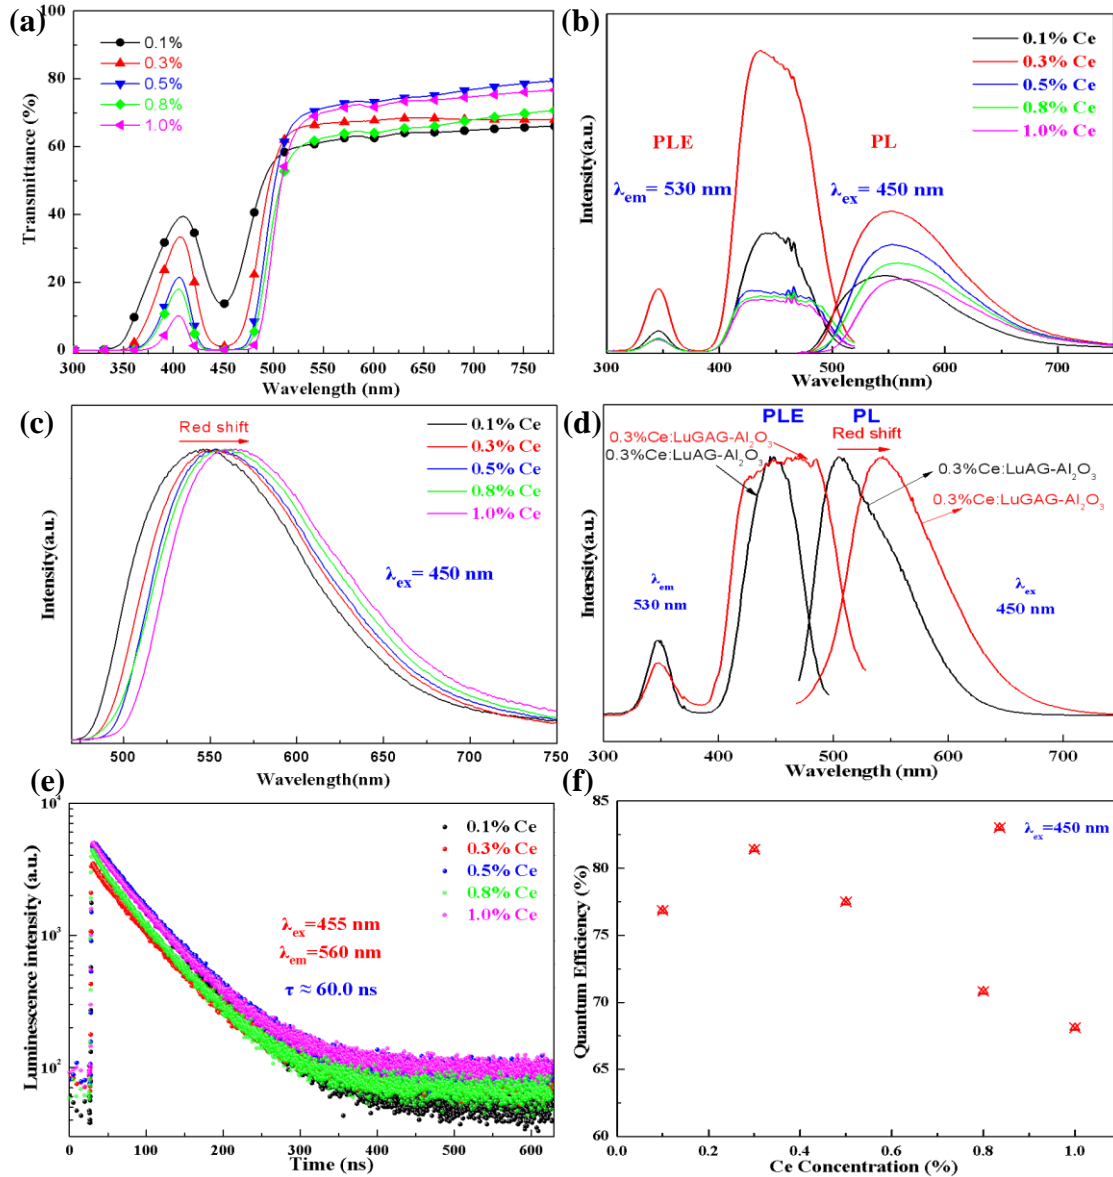 (a)
100
80
60
40
20
0
Transmittance (%)
0.1%
0.3%
0.5%
0.8%
1.0%
300 350 400 450 500 550 600 650 700 750
Wavelength (nm)
(b)
Intensity(a.u.)
0.1% Ce
0.3% Ce
0.5% Ce
0.8% Ce
1.0% Ce
PLE
PL
λem= 530 nm
λex= 450 nm
300 400 500 600 700
Wavelength(nm)
(c)
Red shift
0.1% Ce
0.3% Ce
0.5% Ce
0.8% Ce
1.0% Ce
λex= 450 nm
Intensity(a.u.)
500 550 600 650 700 750
Wavelength(nm)
(d)
PLE PL
0.3%Ce:LuGAG-Al2O3
0.3%Ce:LuAG-Al2O3
Red shift
0.3%Ce:LuAG-Al2O3
0.3%Ce:LuGAG-Al2O3
λem
530 nm
λex
450 nm
Intensity(a.u.)
300 400 500 600 700
Wavelength (nm)
(e)
10^4
10^3
10^2
Luminescence intensity (a.u.)
0.1% Ce
0.3% Ce
0.5% Ce
0.8% Ce
1.0% Ce
λex=455 nm
λem=560 nm
τ ≈ 60.0 ns
0 100 200 300 400 500 600
Time (ns)
(f)
85
80
75
70
65
60
Quantum Efficiency (%)
λex=450 nm
0.0 0.2 0.4 0.6 0.8 1.0
Ce Concentration (%)